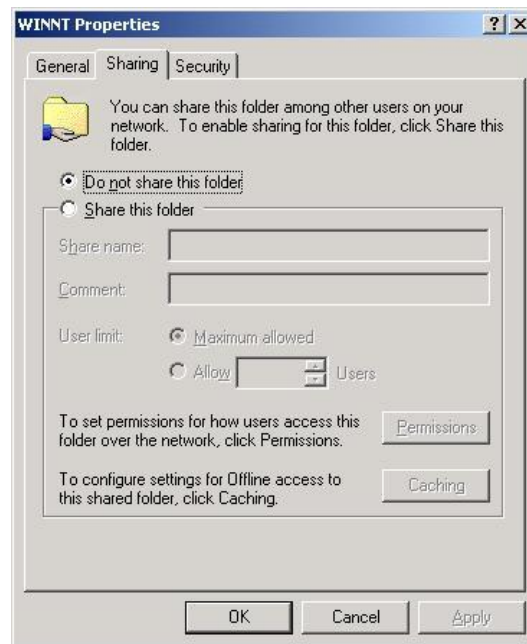 WINNT Properties
General Sharing Security
You can share this folder among other users on your
network. To enable sharing for this folder, click Share this
folder.
Do not share this folder
Share this folder
Share name:
Comment:
User limit: Maximum allowed
Allow Users
To set permissions for how users access this
folder over the network, click Permissions.
Permissions
To configure settings for Offline access to
this shared folder, click Caching.
Caching
OK Cancel Apply